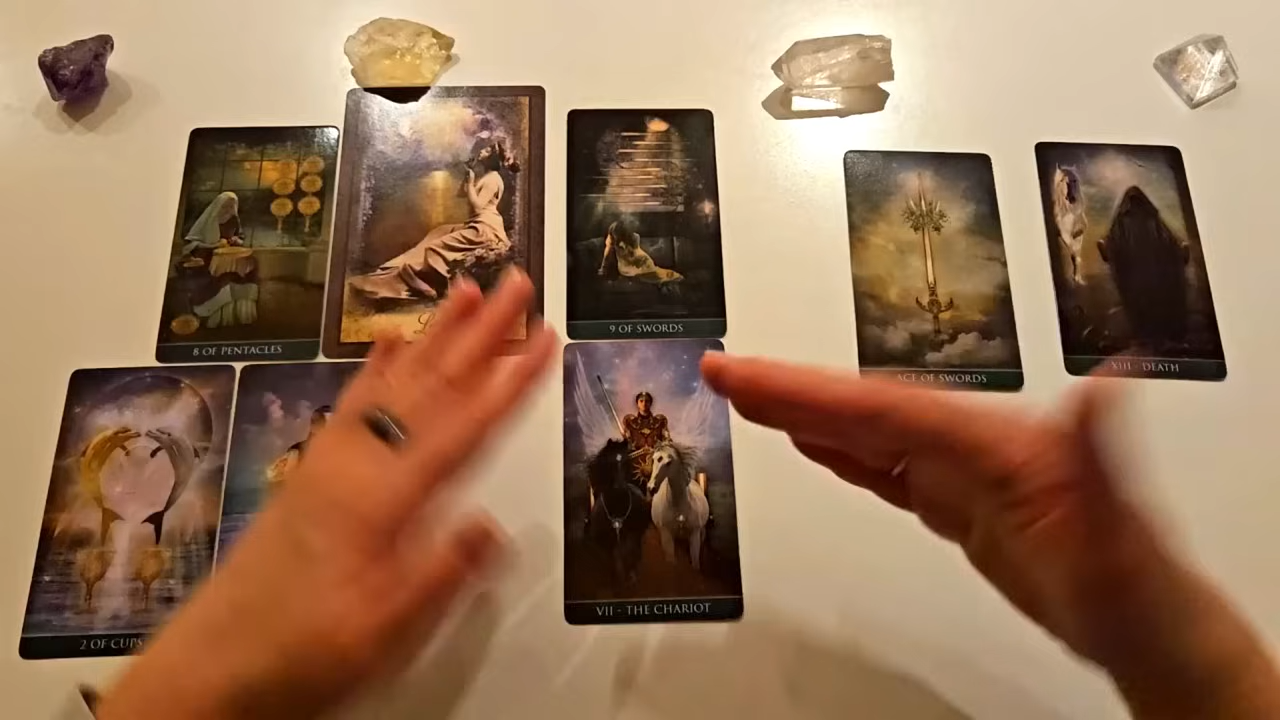 8 OF PENTACLES
9 OF SWORDS
ACE OF SWORDS
XIII - DEATH
2 OF CUPS
VII - THE CHARIOT